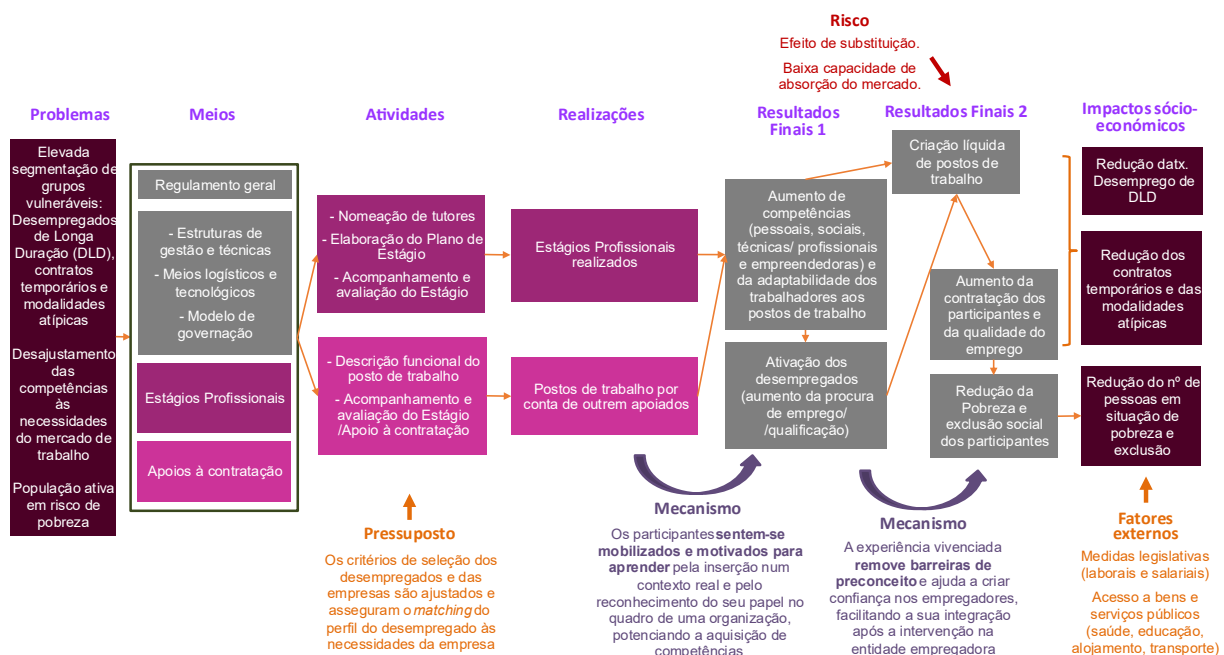 Risco
Efeito de substituição.
Baixa capacidade de
absorção do mercado.
Problemas
Meios
Atividades
Realizações
Resultados
Finais 1
Resultados Finais 2
Impactos sócio-
económicos
Elevada
segmentação de
grupos
vulneráveis:
Desempregados
de Longa
Duração (DLD),
contratos
temporários e
modalidades
atípicas
Desajustamento
das
competências
às
necessidades
do mercado de
trabalho
População ativa
em risco de
pobreza
Regulamento geral
- Estruturas de
gestão e técnicas
- Meios logísticos e
tecnológicos
- Modelo de
governação
Estágios Profissionais
Apoios à contratação
- Nomeação de tutores
- Elaboração do Plano de
Estágio
- Acompanhamento e
avaliação do Estágio
- Descrição funcional do
posto de trabalho
- Acompanhamento e
avaliação do Estágio
/Apoio à contratação
Estágios Profissionais
realizados
Postos de trabalho por
conta de outrem apoiados
Aumento de
competências
(pessoais, sociais,
técnicas/ profissionais
e empreendedoras) e
da adaptabilidade dos
trabalhadores aos
postos de trabalho
Ativação dos
desempregados
(aumento da procura
de emprego/
/qualificação)
Criação líquida
de postos de
trabalho
Aumento da
contratação dos
participantes e
da qualidade do
emprego
Redução da
Pobreza e
exclusão social
dos participantes
Redução datx.
Desemprego de
DLD
Redução dos
contratos
temporários e das
modalidades
atípicas
Redução do nº de
pessoas em
situação de
pobreza e
exclusão
Pressuposto
Os critérios de seleção dos
desempregados e das
empresas são ajustados e
asseguram o matching do
perfil do desempregado às
necessidades da empresa
Mecanismo
Os participantes sentem-se
mobilizados e motivados para
aprender pela inserção num
contexto real e pelo
reconhecimento do seu papel no
quadro de uma organização,
potenciando a aquisição de
competências
Mecanismo
A experiência vivenciada
remove barreiras de
preconceito e ajuda a criar
confiança nos empregadores,
facilitando a sua integração
após a intervenção na
entidade empregadora
Fatores
externos
Medidas legislativas
(laborais e salariais)
Acesso a bens e
serviços públicos
(saúde, educação,
alojamento, transporte)